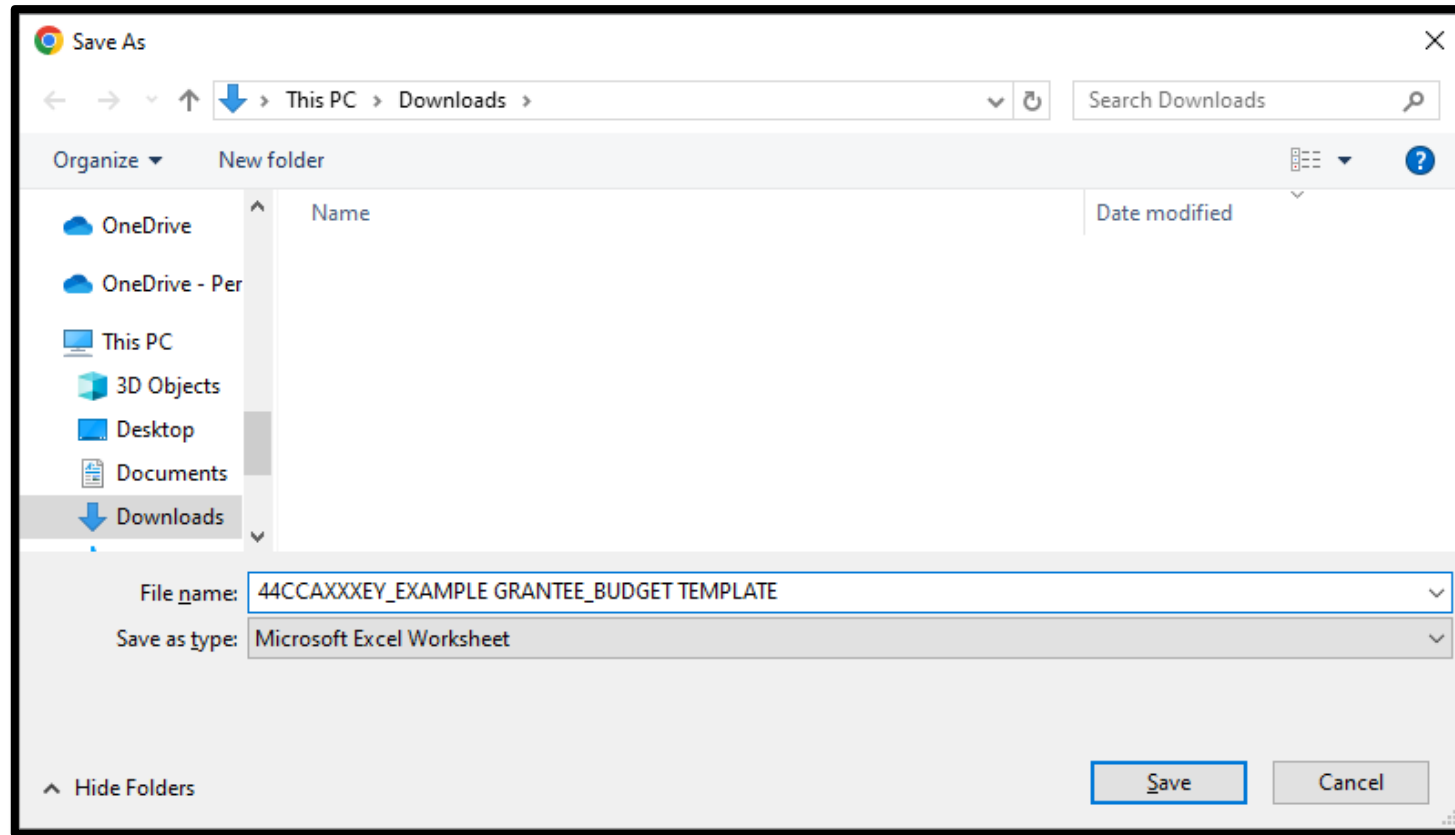 Save As
This PC > Downloads >
Search Downloads
Organize
New folder
Name
Date modified
OneDrive
OneDrive - Per
This PC
3D Objects
Desktop
Documents
Downloads
File name: 44CCAXXXEY_EXAMPLE GRANTEE_BUDGET TEMPLATE
Save as type: Microsoft Excel Worksheet
Hide Folders
Save
Cancel